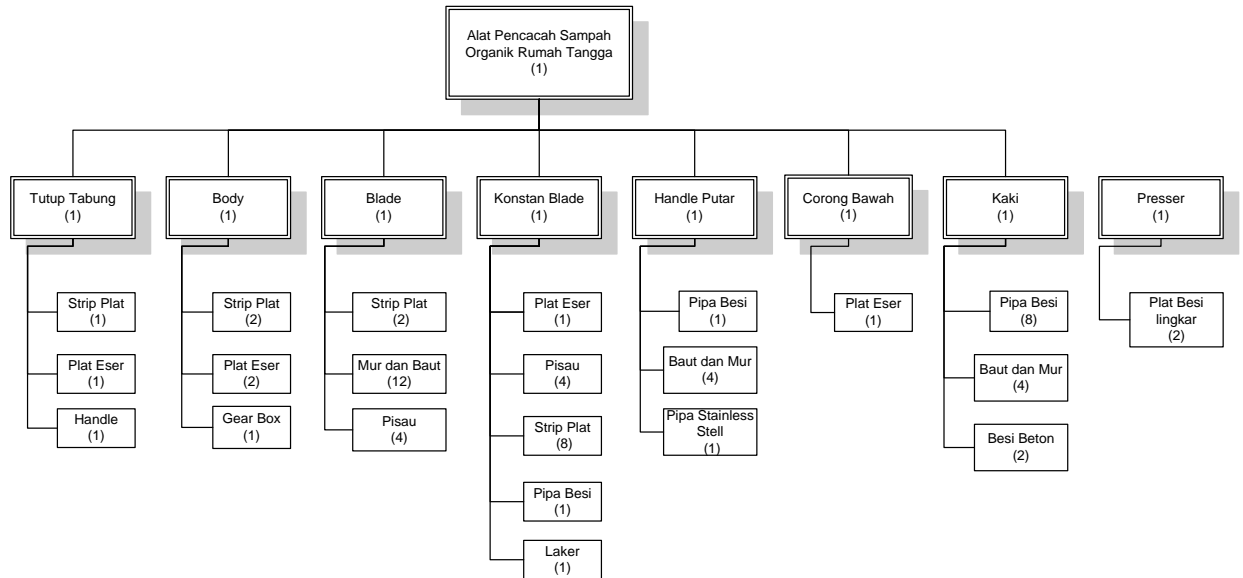 Alat Pencacah Sampah
Organik Rumah Tangga
(1)
Tutup Tabung
(1)
Body
(1)
Blade
(1)
Konstan Blade
(1)
Handle Putar
(1)
Corong Bawah
(1)
Kaki
(1)
Presser
(1)
Strip Plat
(1)
Plat Eser
(1)
Handle
(1)
Strip Plat
(2)
Plat Eser
(2)
Gear Box
(1)
Strip Plat
(2)
Mur dan Baut
(12)
Pisau
(4)
Plat Eser
(1)
Pisau
(4)
Strip Plat
(8)
Pipa Besi
(1)
Laker
(1)
Pipa Besi
(1)
Baut dan Mur
(4)
Pipa Stainless
Stell
(1)
Plat Eser
(1)
Pipa Besi
(8)
Baut dan Mur
(4)
Besi Beton
(2)
Plat Besi
lingkar
(2)